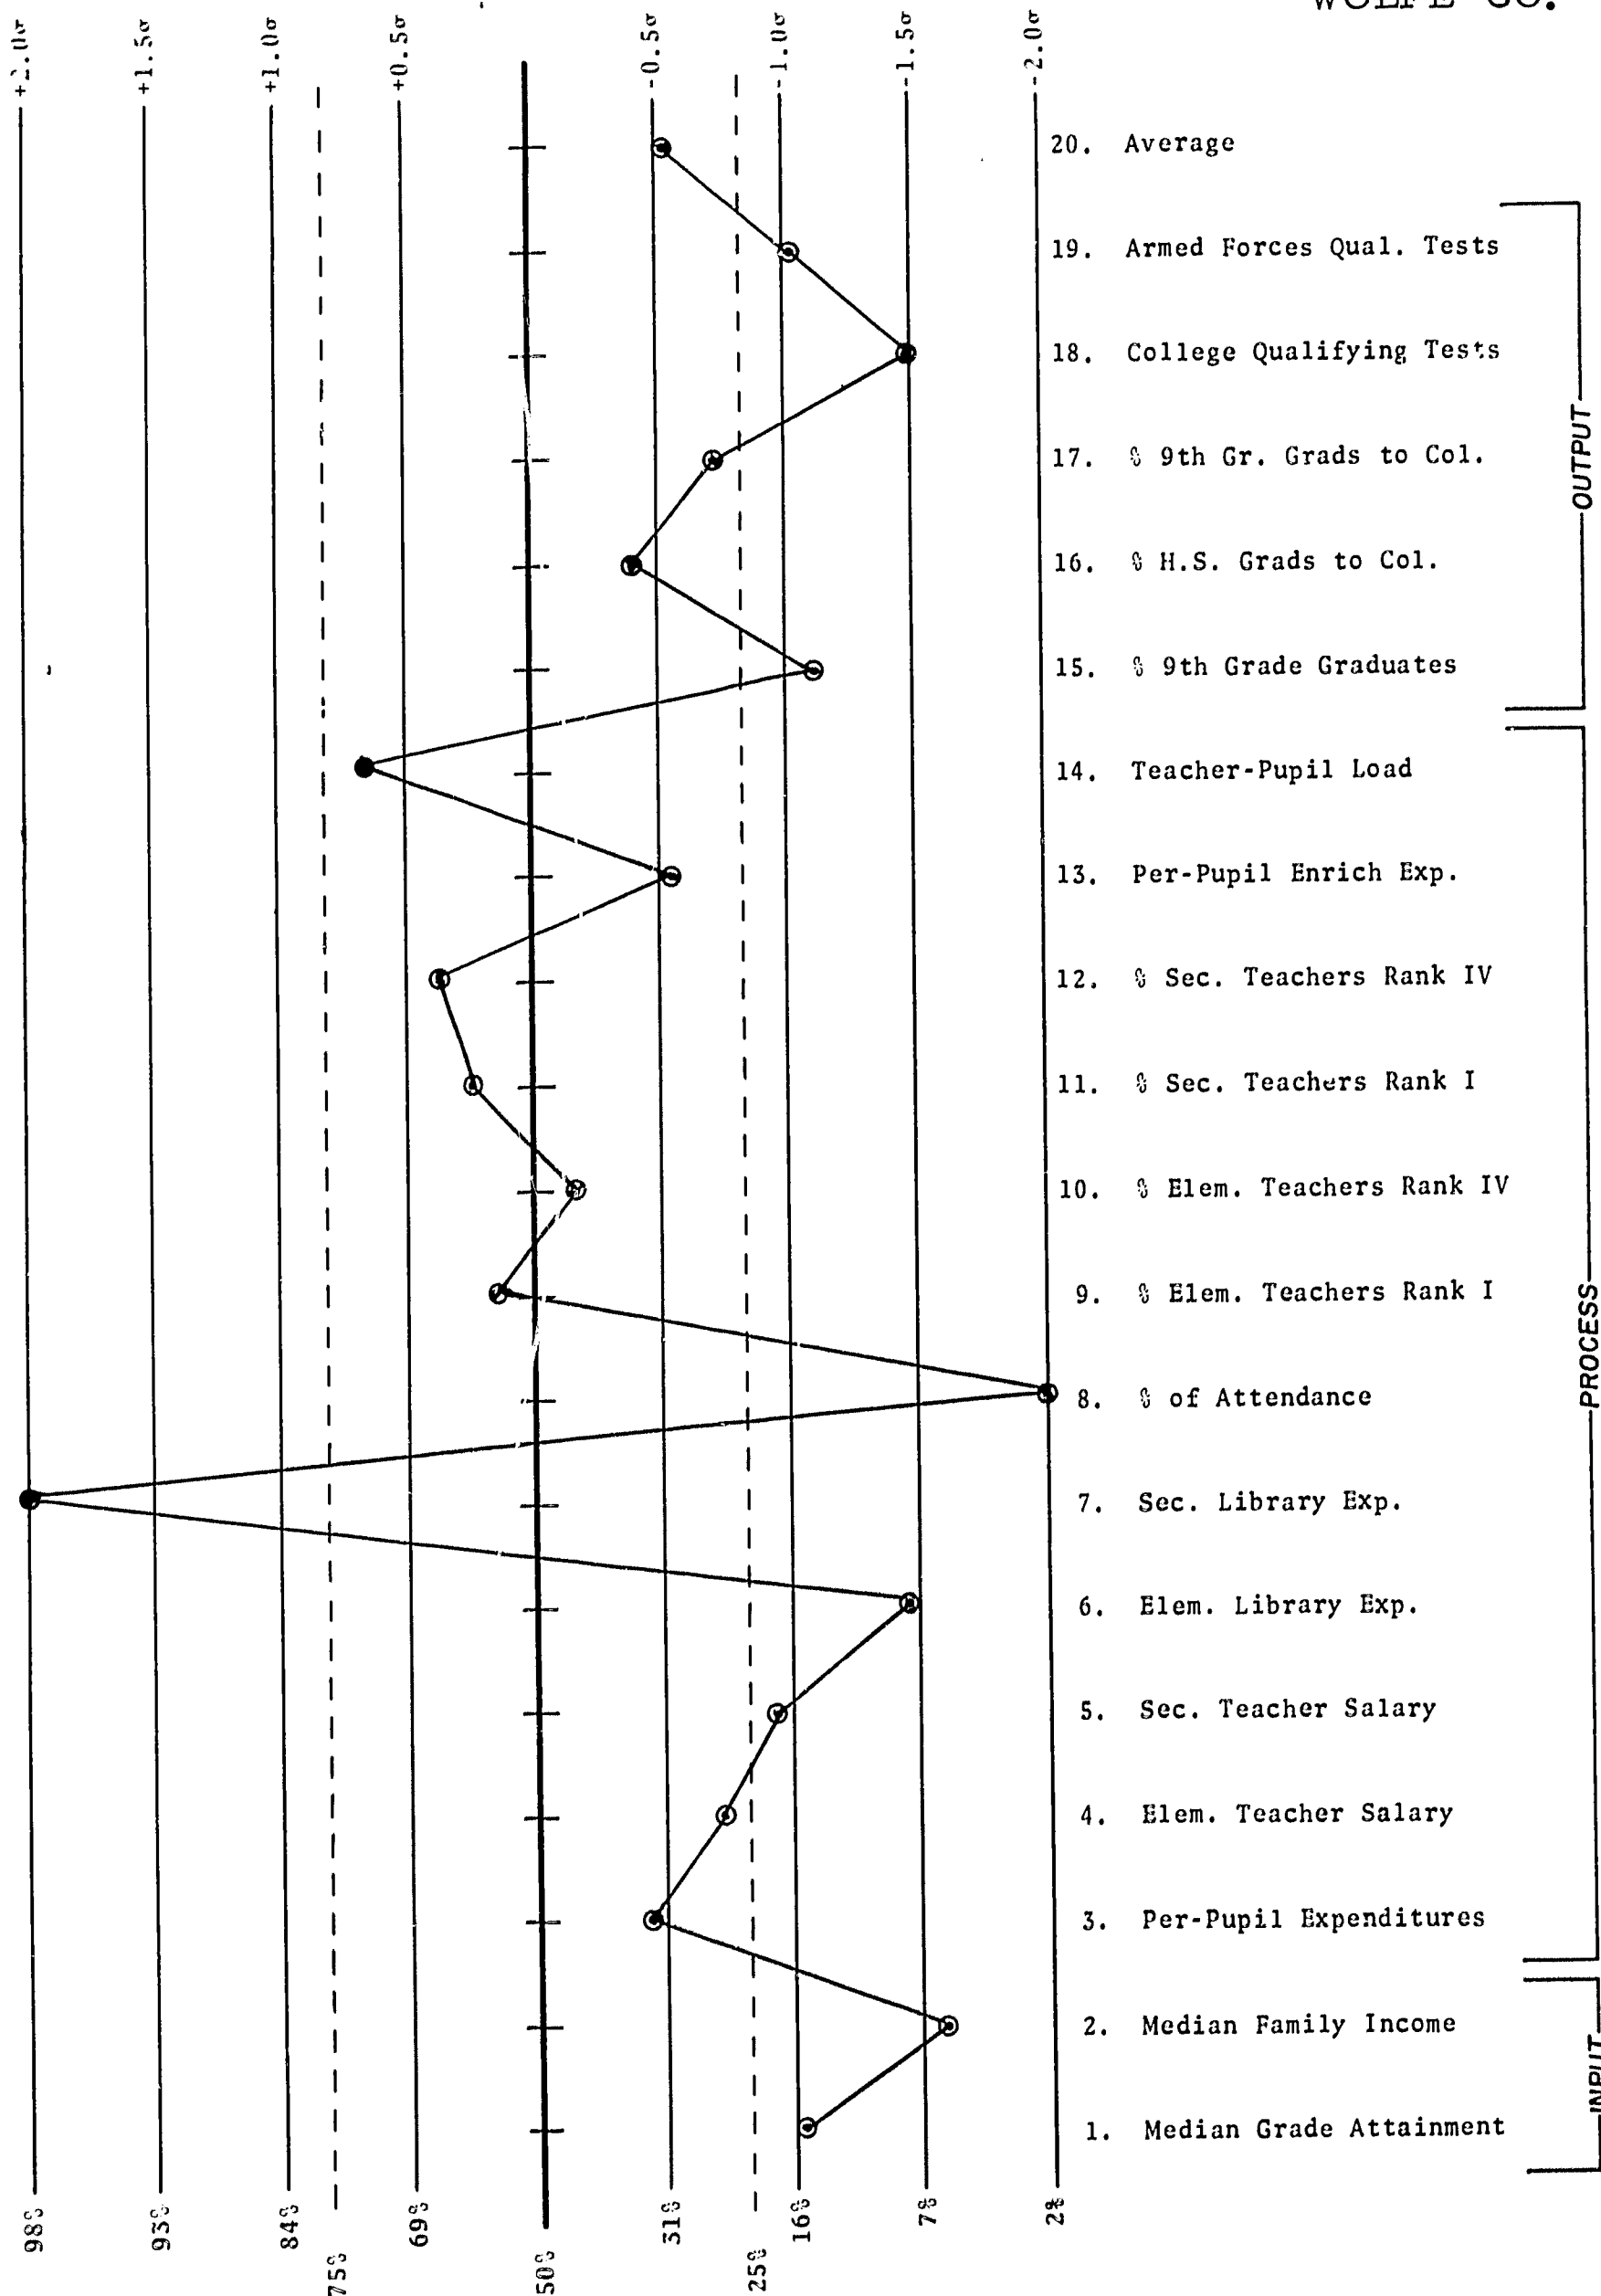 WOLFE CO.
+2.0σ
+1.5σ
+1.0σ
+0.5σ
-0.5σ
-1.0σ
-1.5σ
-2.0σ
20. Average
19. Armed Forces Qual. Tests
18. College Qualifying Tests
17. % 9th Gr. Grads to Col.
16. % H.S. Grads to Col.
15. % 9th Grade Graduates
14. Teacher-Pupil Load
13. Per-Pupil Enrich Exp.
12. % Sec. Teachers Rank IV
11. % Sec. Teachers Rank I
10. % Elem. Teachers Rank IV
9. % Elem. Teachers Rank I
8. % of Attendance
7. Sec. Library Exp.
6. Elem. Library Exp.
5. Sec. Teacher Salary
4. Elem. Teacher Salary
3. Per-Pupil Expenditures
2. Median Family Income
1. Median Grade Attainment
OUTPUT
PROCESS
INPUT
98%
93%
84%
75%
69%
50%
31%
25%
16%
7%
2%